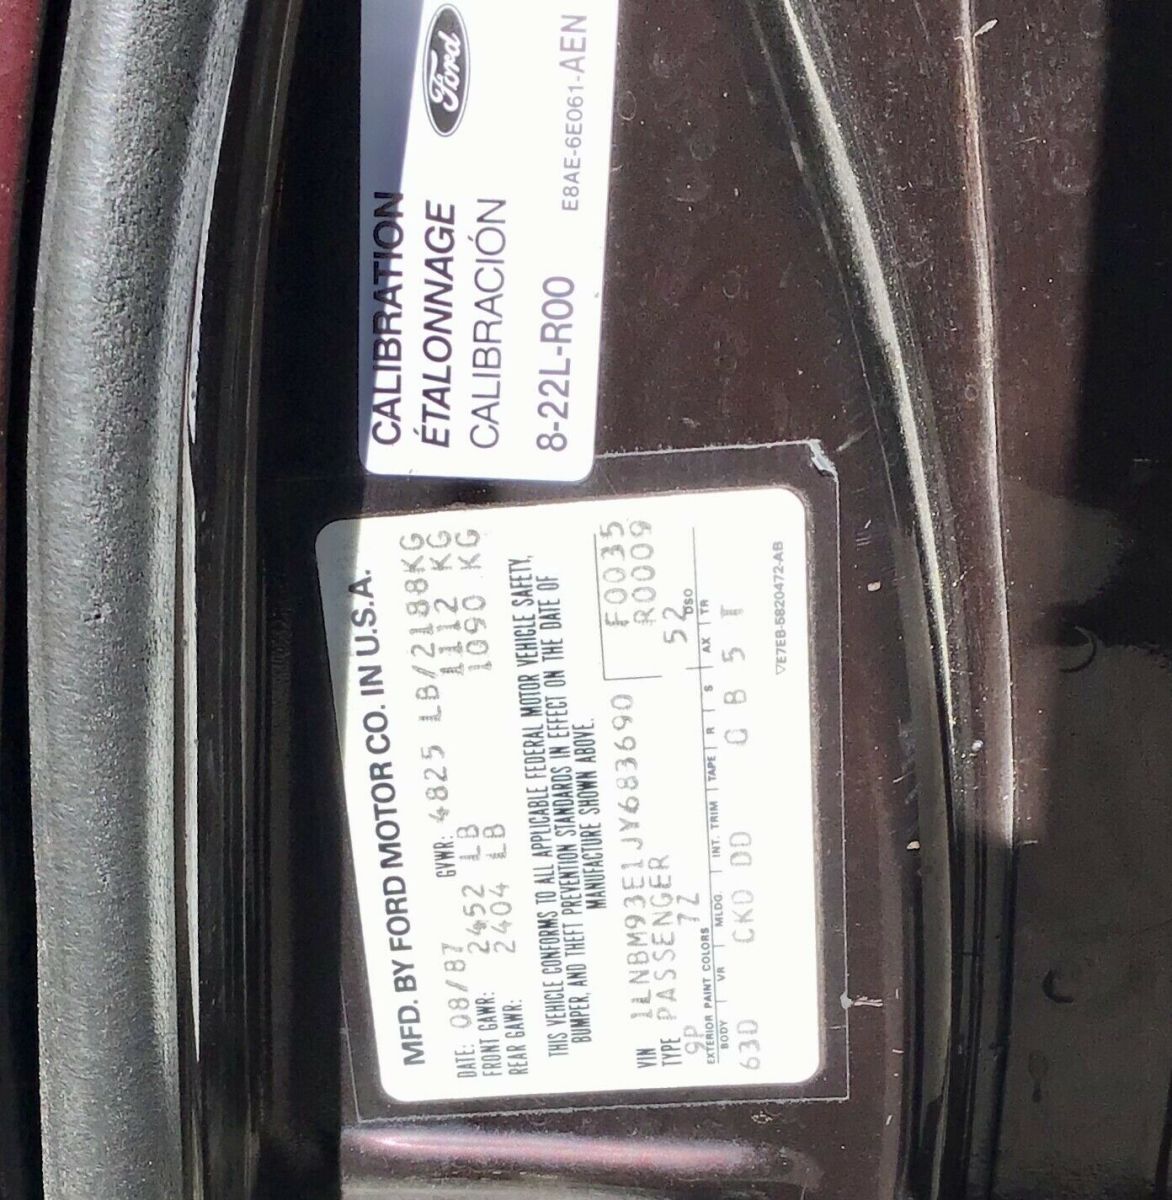 CALIBRATION
ÉTALONNAGE
CALIBRACIÓN
Ford
8-22L-R00
E8AE-6E061-AEN
MFD. BY FORD MOTOR CO. IN U.S.A.
DATE: 08/87 GVWR: 4825 LB/2188KG
FRONT GAWR: 2452 LB 1112 KG
REAR GAWR: 2404 LB 1090 KG
THIS VEHICLE CONFORMS TO ALL APPLICABLE FEDERAL MOTOR VEHICLE SAFETY,
BUMPER, AND THEFT PREVENTION STANDARDS IN EFFECT ON THE DATE OF
MANUFACTURE SHOWN ABOVE.
VIN 1LNBM93E1JY683690 F0035
TYPE PASSENGER R0009
9P 7Z 52
EXTERIOR PAINT COLORS DSO
BODY VR MLDG. INT. TRIM TAPE R S AX TR
63D CKD DD B 5 T
▽E7EB-5820472-AB